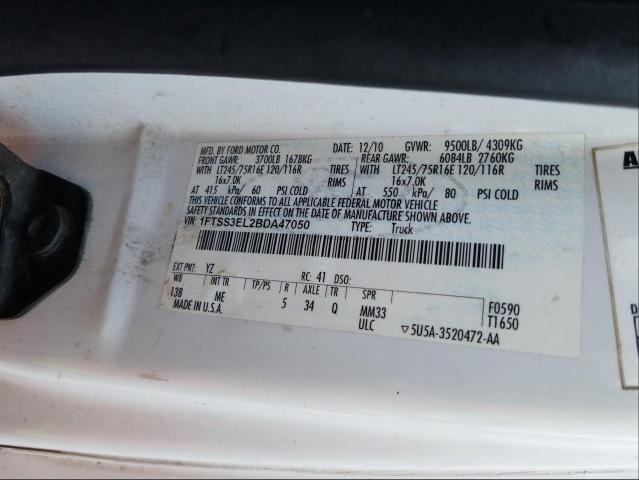 MFD. BY FORD MOTOR CO. DATE: 12/10 GVWR: 9500LB/ 4309KG
FRONT GAWR: 3700LB 1678KG REAR GAWR: 6084LB 2760KG
WITH LT245/75R16E 120/116R TIRES WITH LT245/75R16E 120/116R TIRES
16x7.0K RIMS 16x7.0K RIMS
AT 415 kPa/ 60 PSI COLD AT 550 kPa/ 80 PSI COLD
THIS VEHICLE CONFORMS TO ALL APPLICABLE FEDERAL MOTOR VEHICLE
SAFETY STANDARDS IN EFFECT ON THE DATE OF MANUFACTURE SHOWN ABOVE
VIN: 1FTSS3EL2BDA47050 TYPE: Truck
EXT PNT: YZ RC: 41 DSO:
WB INT TR TP/PS R AXLE TR SPR F0590
138 ME 5 34 Q MM33 T1650
MADE IN U.S.A. ULC 5U5A-3520472-AA